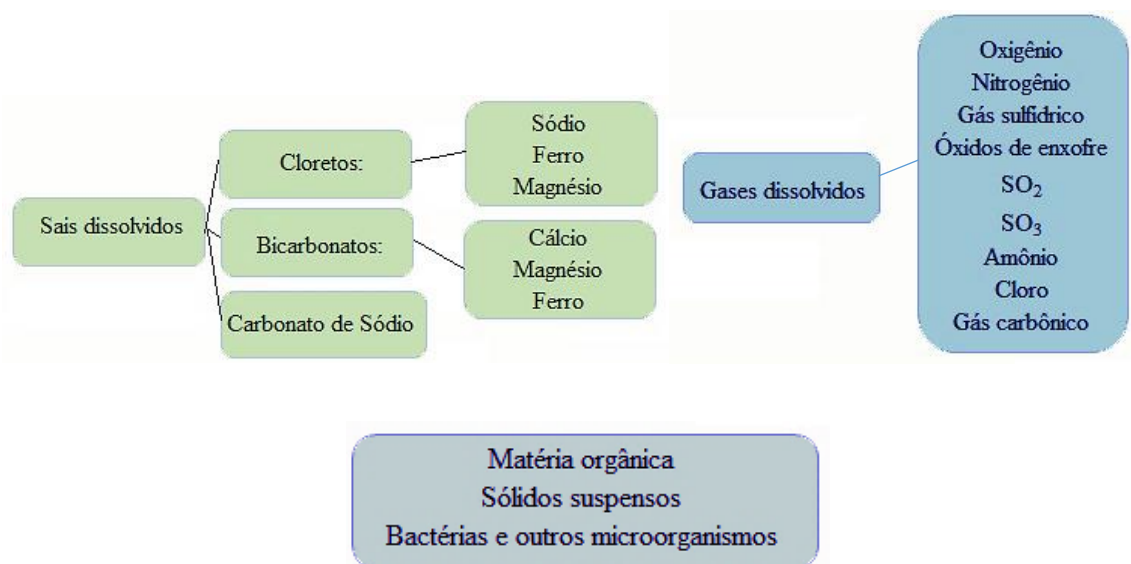 Sais dissolvidos
Cloretos:
Sódio
Ferro
Magnésio
Bicarbonatos:
Cálcio
Magnésio
Ferro
Carbonato de Sódio
Gases dissolvidos
Oxigênio
Nitrogênio
Gás sulfídrico
Óxidos de enxofre
SO₂
SO₃
Amônio
Cloro
Gás carbônico
Matéria orgânica
Sólidos suspensos
Bactérias e outros microorganismos